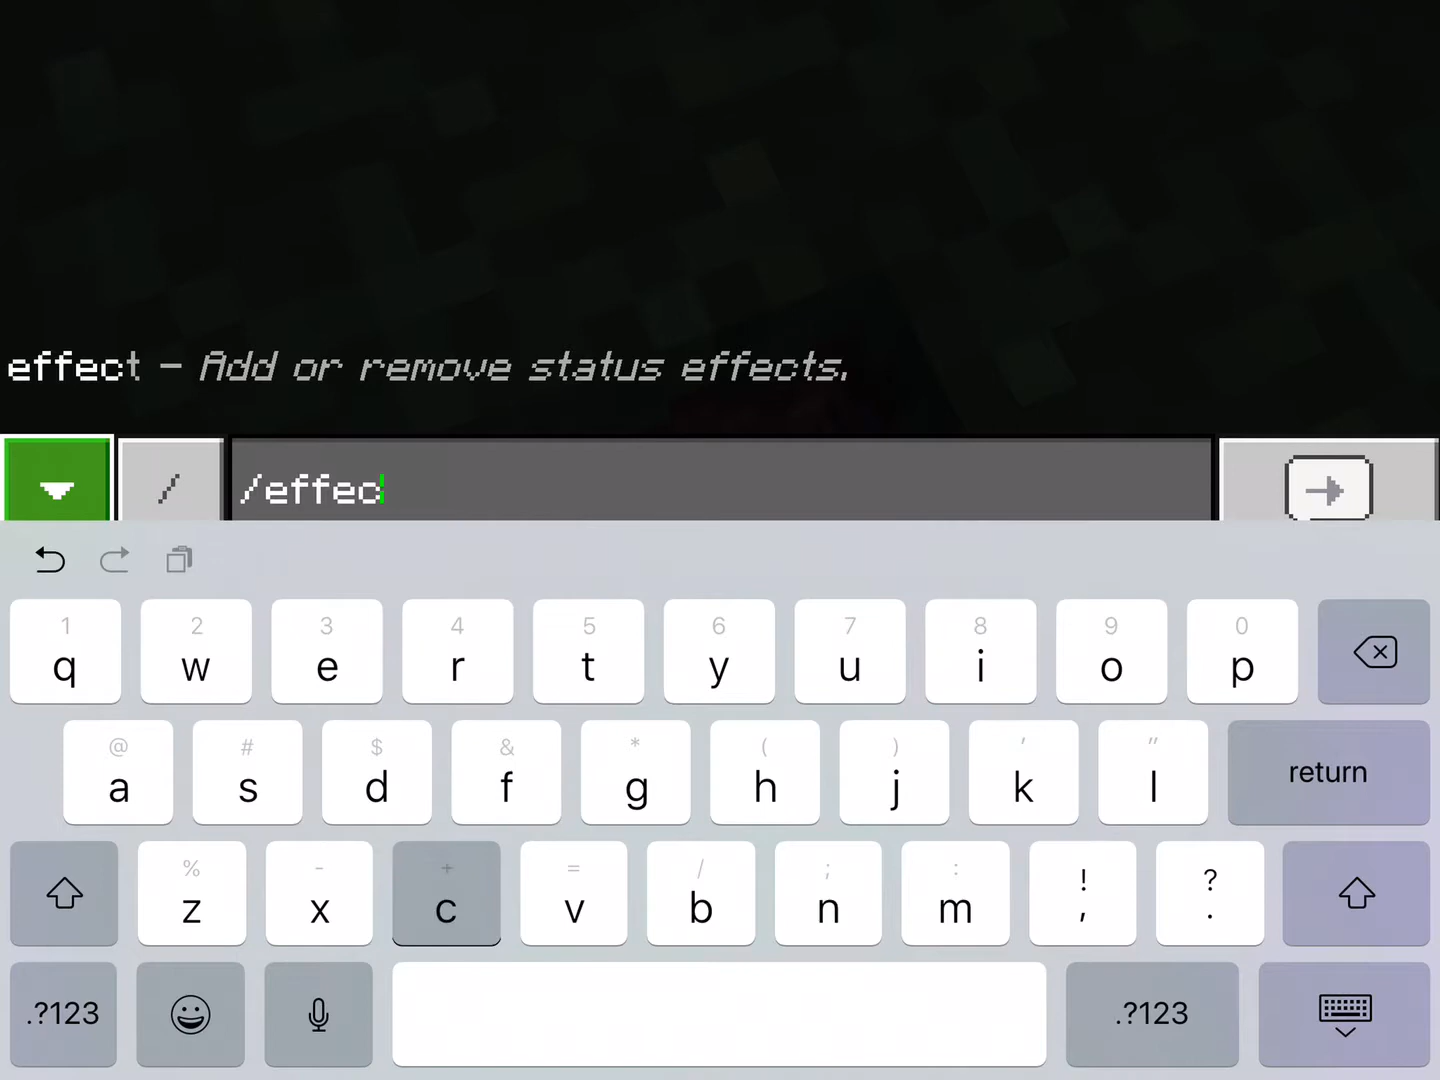 effect – Add or remove status effects.
/ /effec
1 2 3 4 5 6 7 8 9 0
q w e r t y u i o p
@ # $ & * ( ) ' "
a s d f g h j k l return
% - + = / ; : ! ?
z x c v b n m , .
.?123 .?123